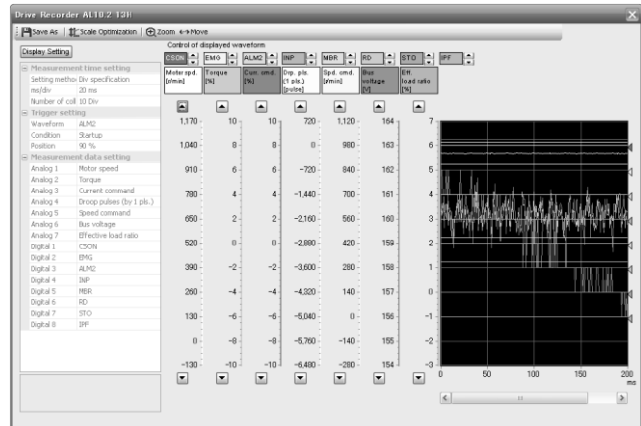 Drive Recorder AL10.2 13H
Save As Scale Optimization Zoom Move
Display Setting
Control of displayed waveform
CSON EMG ALM2 INP MBR RD STO IPF
Motor spd. [r/min] Torque [%] Curr. cmd. [%] Drp. pls. (1 pls.) [pulse] Spd. cmd. [r/min] Bus voltage [V] Eff. load ratio [%]
Measurement time setting
Setting metho Div specification
ms/div 20 ms
Number of coll 10 Div
Trigger setting
Waveform ALM2
Condition Startup
Position 90 %
Measurement data setting
Analog 1 Motor speed
Analog 2 Torque
Analog 3 Current command
Analog 4 Droop pulses (by 1 pls.)
Analog 5 Speed command
Analog 6 Bus voltage
Analog 7 Effective load ratio
Digital 1 CSON
Digital 2 EMG
Digital 3 ALM2
Digital 4 INP
Digital 5 MBR
Digital 6 RD
Digital 7 STO
Digital 8 IPF
1,170 10 10 720 1,120 164 7
1,040 8 8 0 980 163 6
910 6 6 -720 840 162 5
780 4 4 -1,440 700 161 4
650 2 2 -2,160 560 160 3
520 0 0 -2,880 420 159 2
390 -2 -2 -3,600 280 158 1
260 -4 -4 -4,320 140 157 0
130 -6 -6 -5,040 0 156 -1
0 -8 -8 -5,760 -140 155 -2
-130 -10 -10 -6,480 -280 154 -3
0 50 100 150 200
ms